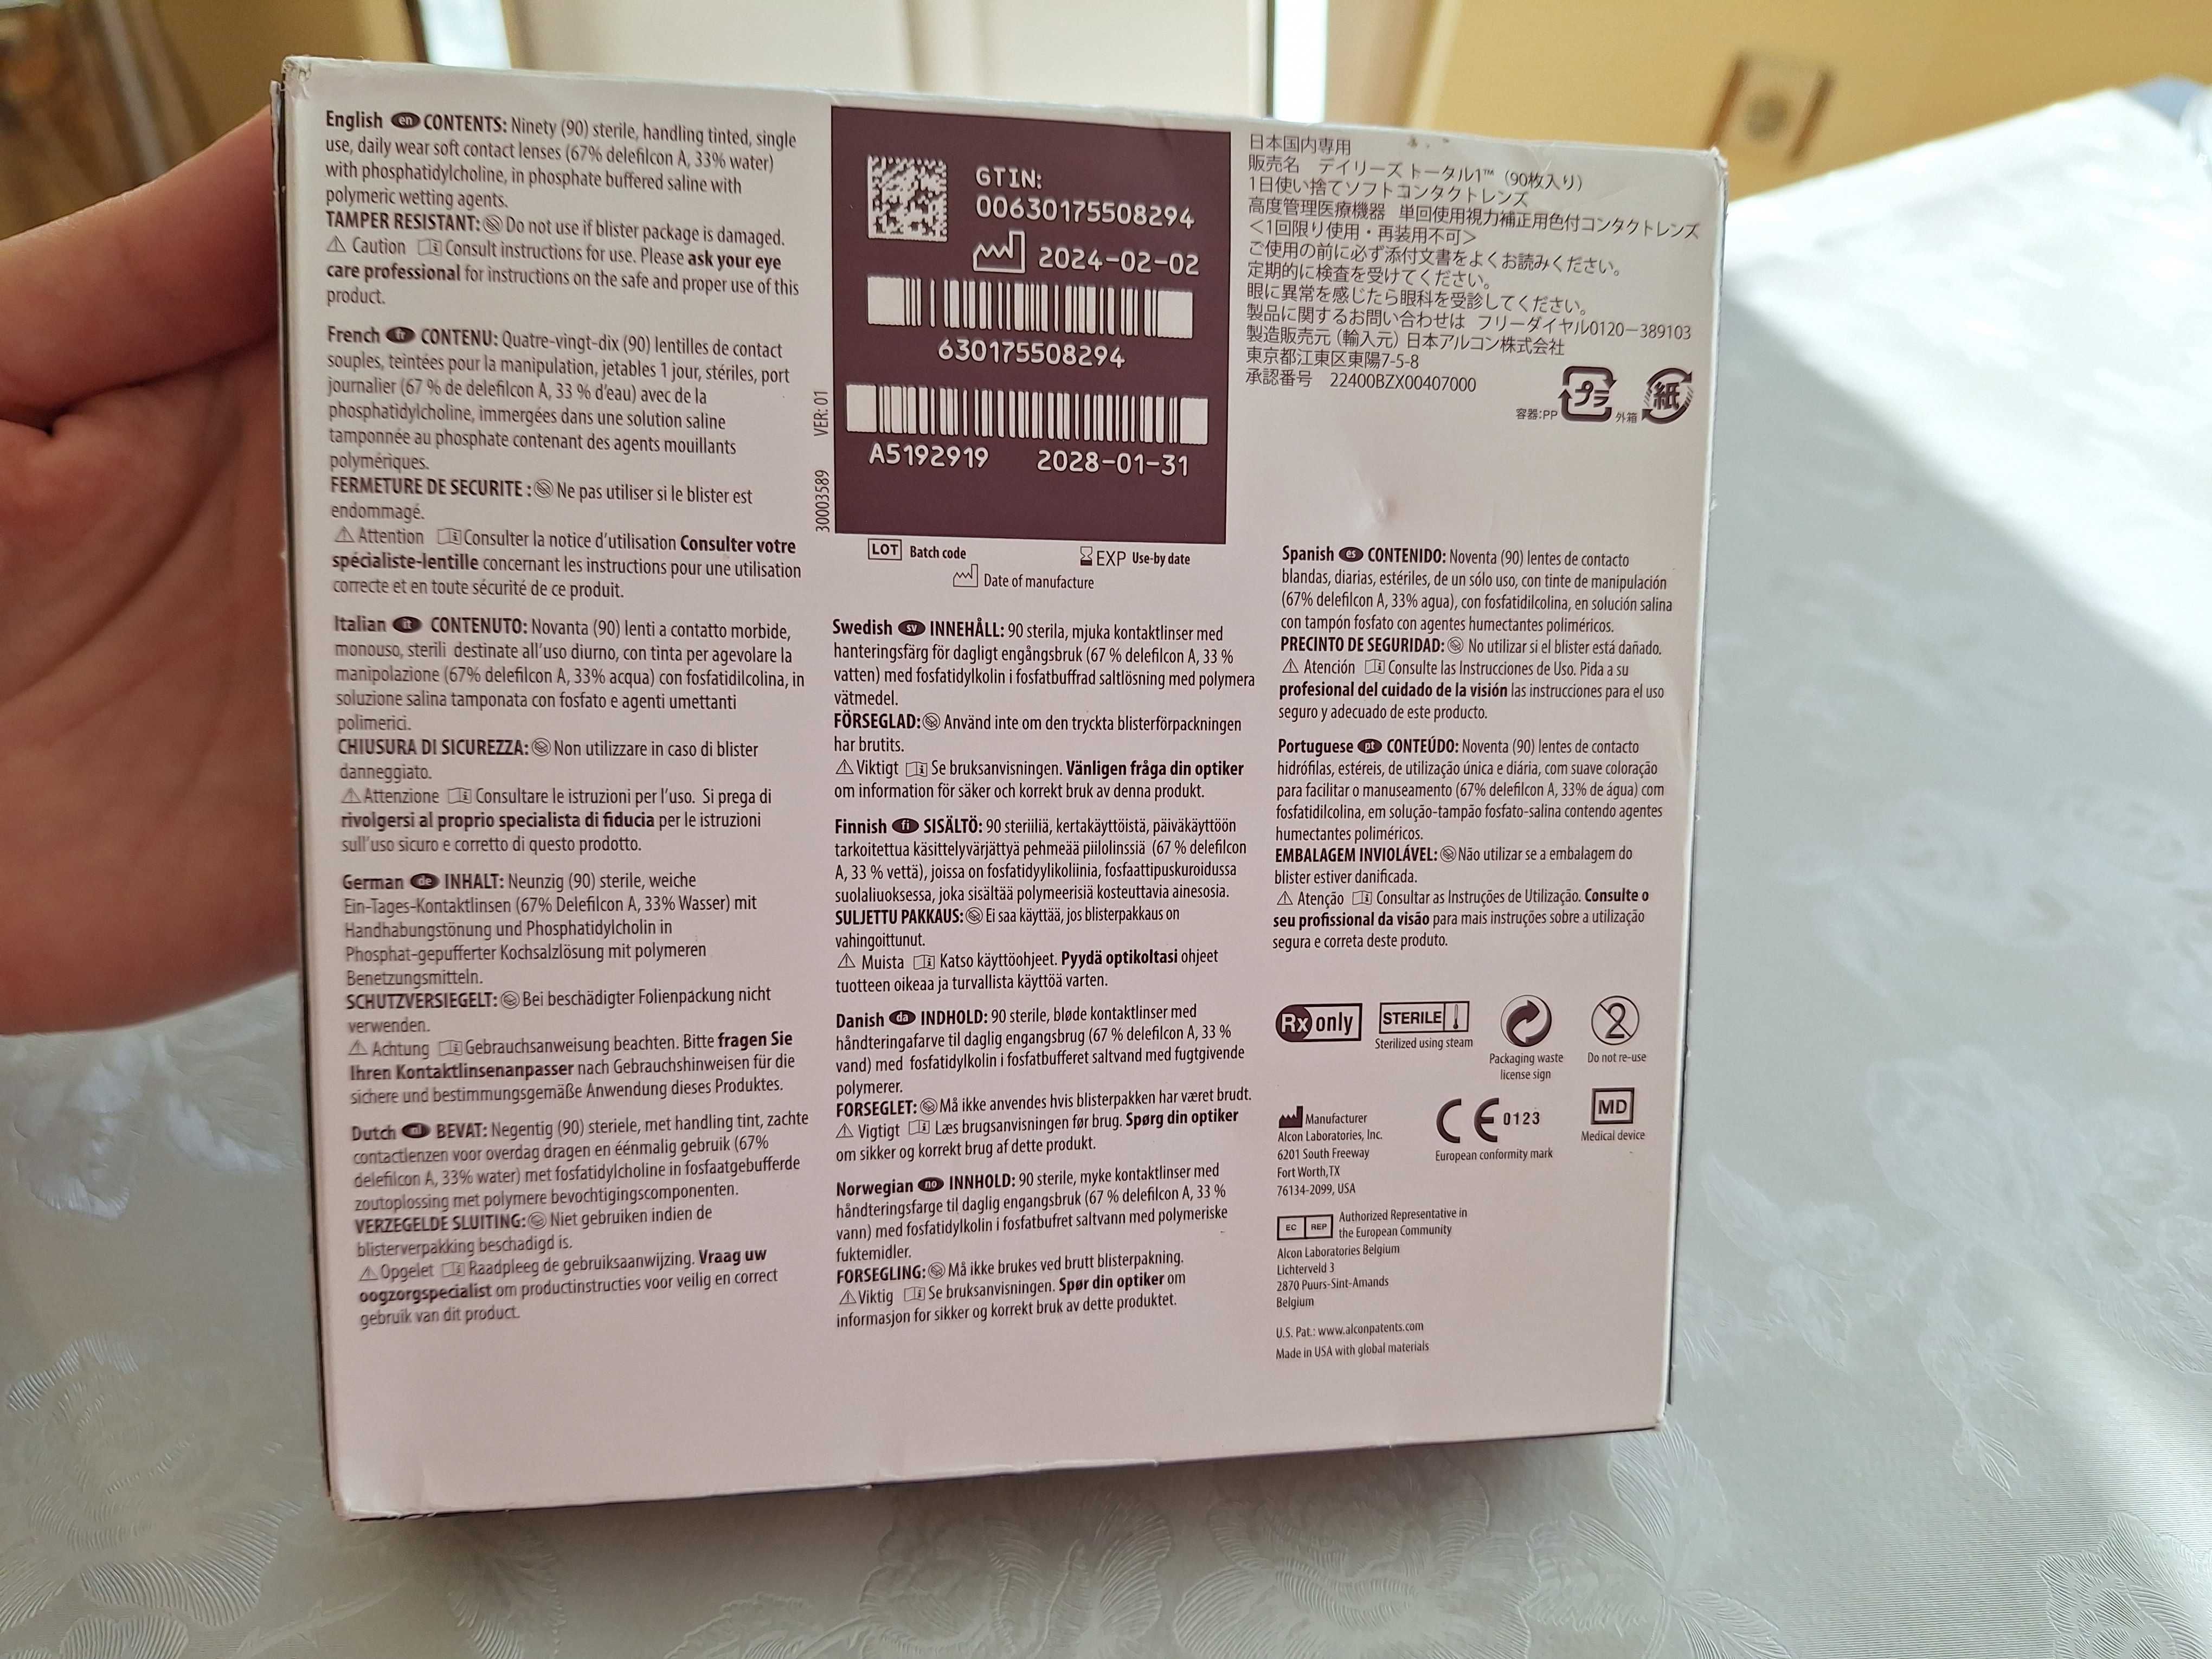 English en CONTENTS: Ninety (90) sterile, handling tinted, single
use, daily wear soft contact lenses (67% delefilcon A, 33% water)
with phosphatidylcholine, in phosphate buffered saline with
polymeric wetting agents.
TAMPER RESISTANT: Do not use if blister package is damaged.
Caution Consult instructions for use. Please ask your eye
care professional for instructions on the safe and proper use of this
product.
French fr CONTENU: Quatre-vingt-dix (90) lentilles de contact
souples, teintées pour la manipulation, jetables 1 jour, stériles, port
journalier (67 % de delefilcon A, 33 % d'eau) avec de la
phosphatidylcholine, immergées dans une solution saline
tamponnée au phosphate contenant des agents mouillants
polymériques.
FERMETURE DE SECURITE : Ne pas utiliser si le blister est
endommagé.
Attention Consulter la notice d'utilisation Consulter votre
spécialiste-lentille concernant les instructions pour une utilisation
correcte et en toute sécurité de ce produit.
Italian it CONTENUTO: Novanta (90) lenti a contatto morbide,
monouso, sterili destinate all'uso diurno, con tinta per agevolare la
manipolazione (67% delefilcon A, 33% acqua) con fosfatidilcolina, in
soluzione salina tamponata con fosfato e agenti umettanti
polimerici.
CHIUSURA DI SICUREZZA: Non utilizzare in caso di blister
danneggiato.
Attenzione Consultare le istruzioni per l'uso. Si prega di
rivolgersi al proprio specialista di fiducia per le istruzioni
sull'uso sicuro e corretto di questo prodotto.
German de INHALT: Neunzig (90) sterile, weiche
Ein-Tages-Kontaktlinsen (67% Delefilcon A, 33% Wasser) mit
Handhabungstönung und Phosphatidylcholin in
Phosphat-gepufferter Kochsalzlösung mit polymeren
Benetzungsmitteln.
SCHUTZVERSIEGELT: Bei beschädigter Folienpackung nicht
verwenden.
Achtung Gebrauchsanweisung beachten. Bitte fragen Sie
Ihren Kontaktlinsenanpasser nach Gebrauchshinweisen für die
sichere und bestimmungsgemäße Anwendung dieses Produktes.
Dutch nl BEVAT: Negentig (90) steriele, met handling tint, zachte
contactlenzen voor overdag dragen en éénmalig gebruik (67%
delefilcon A, 33% water) met fosfatidylcholine in fosfaatgebufferde
zoutoplossing met polymere bevochtigingscomponenten.
VERZEGELDE SLUITING: Niet gebruiken indien de
blisterverpakking beschadigd is.
Opgelet Raadpleeg de gebruiksaanwijzing. Vraag uw
oogzorgspecialist om productinstructies voor veilig en correct
gebruik van dit product.
30003589 VER: 01
GTIN:
00630175508294
2024-02-02
630175508294
A5192919 2028-01-31
LOT Batch code EXP Use-by date
Date of manufacture
Swedish sv INNEHÅLL: 90 sterila, mjuka kontaktlinser med
hanteringsfärg för dagligt engångsbruk (67 % delefilcon A, 33 %
vatten) med fosfatidylkolin i fosfatbuffrad saltlösning med polymera
vätmedel.
FÖRSEGLAD: Använd inte om den tryckta blisterförpackningen
har brutits.
Viktigt Se bruksanvisningen. Vänligen fråga din optiker
om information för säker och korrekt bruk av denna produkt.
Finnish fi SISÄLTÖ: 90 steriiliä, kertakäyttöistä, päiväkäyttöön
tarkoitettua käsittelyvärjättyä pehmeää piilolinssiä (67 % delefilcon
A, 33 % vettä), joissa on fosfatidyylikoliinia, fosfaattipuskuroidussa
suolaliuoksessa, joka sisältää polymeerisiä kosteuttavia ainesosia.
SULJETTU PAKKAUS: Ei saa käyttää, jos blisterpakkaus on
vahingoittunut.
Muista Katso käyttöohjeet. Pyydä optikoltasi ohjeet
tuotteen oikeaa ja turvallista käyttöä varten.
Danish da INDHOLD: 90 sterile, bløde kontaktlinser med
håndteringafarve til daglig engangsbrug (67 % delefilcon A, 33 %
vand) med fosfatidylkolin i fosfatbufferet saltvand med fugtgivende
polymerer.
FORSEGLET: Må ikke anvendes hvis blisterpakken har været brudt.
Vigtigt Læs brugsanvisningen før brug. Spørg din optiker
om sikker og korrekt brug af dette produkt.
Norwegian no INNHOLD: 90 sterile, myke kontaktlinser med
håndteringsfarge til daglig engangsbruk (67 % delefilcon A, 33 %
vann) med fosfatidylkolin i fosfatbufret saltvann med polymeriske
fuktemidler.
FORSEGLING: Må ikke brukes ved brutt blisterpakning.
Viktig Se bruksanvisningen. Spør din optiker om
informasjon for sikker og korrekt bruk av dette produktet.
日本国内専用
販売名 デイリーズ トータル1™ (90枚入り)
1日使い捨てソフトコンタクトレンズ
高度管理医療機器 単回使用視力補正用色付コンタクトレンズ
＜1回限り使用・再装用不可＞
ご使用の前に必ず添付文書をよくお読みください。
定期的に検査を受けてください。
眼に異常を感じたら眼科を受診してください。
製品に関するお問い合わせは フリーダイヤル0120－389103
製造販売元 (輸入元) 日本アルコン株式会社
東京都江東区東陽7-5-8
承認番号 22400BZX00407000
容器:PP プラ 外箱 紙
Spanish es CONTENIDO: Noventa (90) lentes de contacto
blandas, diarias, estériles, de un sólo uso, con tinte de manipulación
(67% delefilcon A, 33% agua), con fosfatidilcolina, en solución salina
con tampón fosfato con agentes humectantes poliméricos.
PRECINTO DE SEGURIDAD: No utilizar si el blister está dañado.
Atención Consulte las Instrucciones de Uso. Pida a su
profesional del cuidado de la visión las instrucciones para el uso
seguro y adecuado de este producto.
Portuguese pt CONTEÚDO: Noventa (90) lentes de contacto
hidrófilas, estéreis, de utilização única e diária, com suave coloração
para facilitar o manuseamento (67% delefilcon A, 33% de água) com
fosfatidilcolina, em solução-tampão fosfato-salina contendo agentes
humectantes poliméricos.
EMBALAGEM INVIOLÁVEL: Não utilizar se a embalagem do
blister estiver danificada.
Atenção Consultar as Instruções de Utilização. Consulte o
seu profissional da visão para mais instruções sobre a utilização
segura e correta deste produto.
Rx only STERILE
Sterilized using steam
Packaging waste
license sign
2
Do not re-use
Manufacturer
Alcon Laboratories, Inc.
6201 South Freeway
Fort Worth,TX
76134-2099, USA
CE 0123
European conformity mark
MD
Medical device
EC REP Authorized Representative in
the European Community
Alcon Laboratories Belgium
Lichterveld 3
2870 Puurs-Sint-Amands
Belgium
U.S. Pat.: www.alconpatents.com
Made in USA with global materials